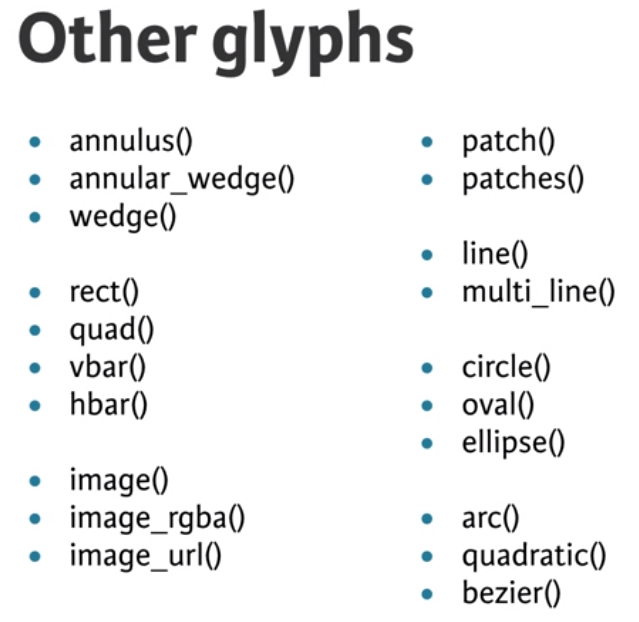 Other glyphs
annulus()
annular_wedge()
wedge()
rect()
quad()
vbar()
hbar()
image()
image_rgba()
image_url()
patch()
patches()
line()
multi_line()
circle()
oval()
ellipse()
arc()
quadratic()
bezier()